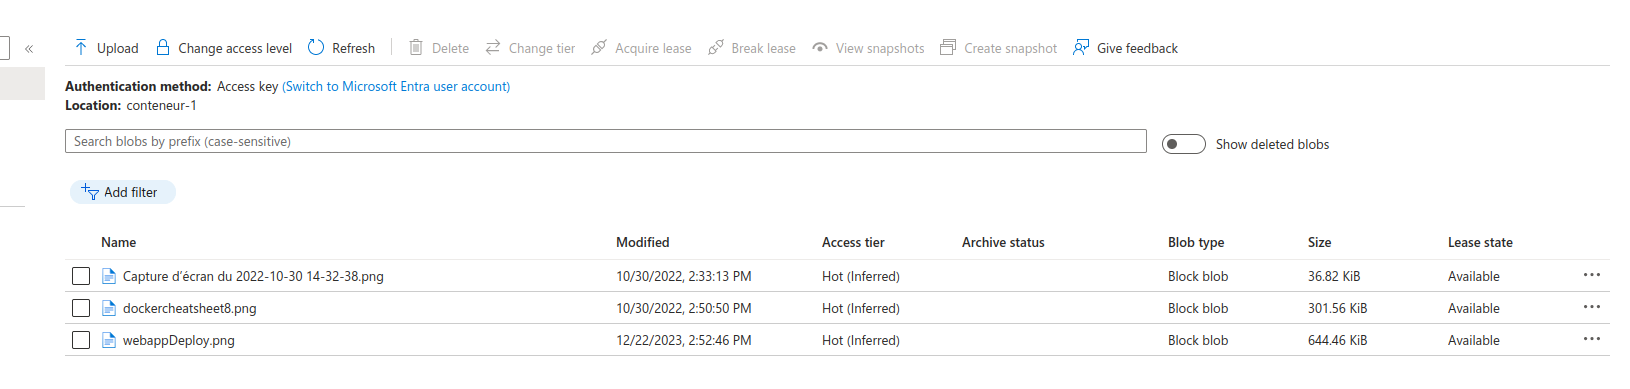 « Upload Change access level Refresh Delete Change tier Acquire lease Break lease View snapshots Create snapshot Give feedback
Authentication method: Access key (Switch to Microsoft Entra user account)
Location: conteneur-1
Search blobs by prefix (case-sensitive) Show deleted blobs
Add filter
Name Modified Access tier Archive status Blob type Size Lease state
Capture d’écran du 2022-10-30 14-32-38.png 10/30/2022, 2:33:13 PM Hot (Inferred) Block blob 36.82 KiB Available ···
dockercheatsheet8.png 10/30/2022, 2:50:50 PM Hot (Inferred) Block blob 301.56 KiB Available ···
webappDeploy.png 12/22/2023, 2:52:46 PM Hot (Inferred) Block blob 644.46 KiB Available ···